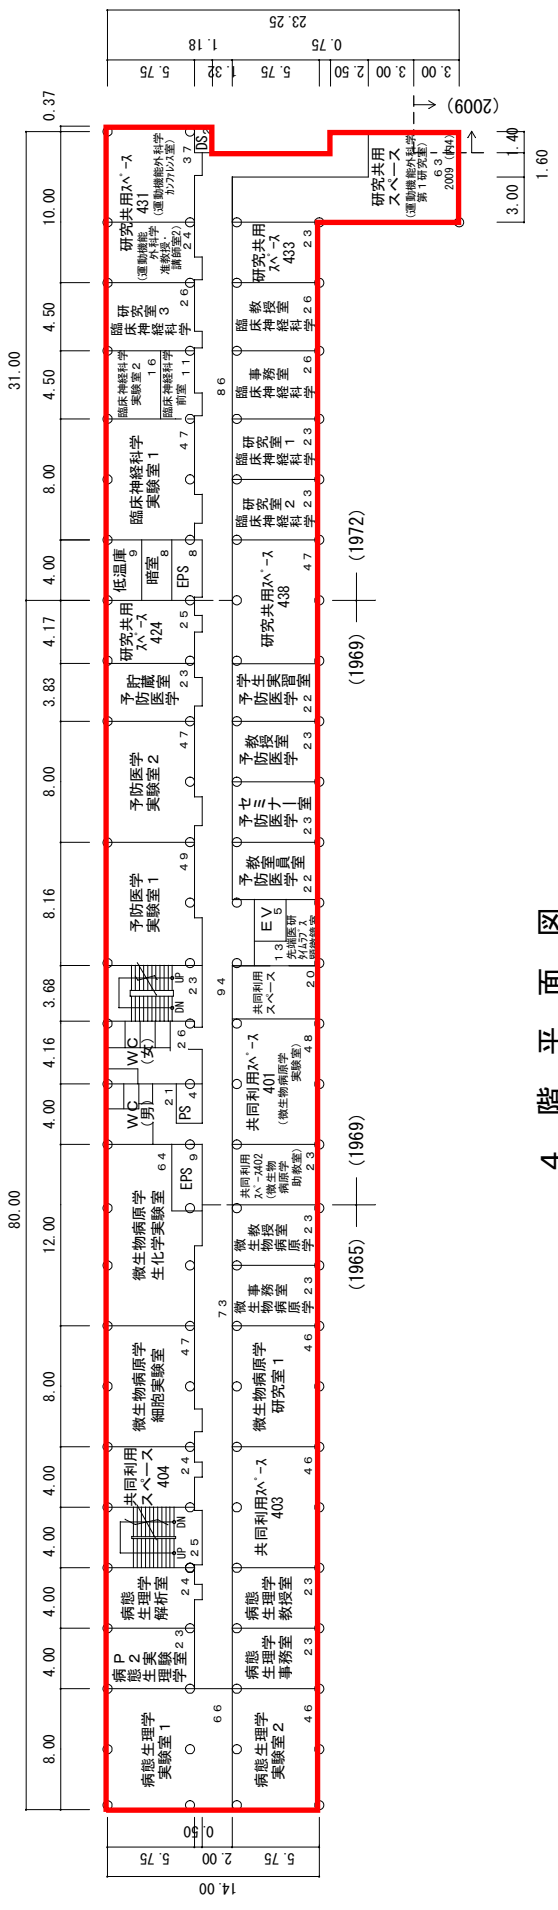 4 階 平 面 図
80.00
31.00
8.00
4.00
4.00
4.00
4.00
8.00
12.00
4.00
4.16
3.68
8.16
8.00
3.83
4.17
4.00
8.00
4.50
4.50
10.00
0.37
14.00
5.75
0.50
2.00
5.75
23.25
5.75
1.18
1.32
5.75
0.75
2.50
3.00
3.00
3.00
1.40
1.60
(2009)
(1972)
(1969)
(1969)
(1965)
病態生理学
実験室1
66
P2実験室
病態生理学
23
病態
生理学
解析室
24
UP
DN
25
共同利用
スペース
404
24
微生物病原学
細胞実験室
47
微生物病原学
生化学実験室
64
EPS
9
WC
(男)
21
PS
4
WC
(女)
26
DN
UP
23
予防医学
実験室1
49
予防医学
実験室2
47
貯蔵室
予防医学
23
研究共用
スペース
424
25
低温庫
9
暗室
8
EPS
8
臨床神経科学
実験室1
47
臨床神経科学
実験室2
16
臨床神経科学
前室
11
研究室3
臨床神経科学
26
(運動機能
外科学
准教授・
講師室2)
24
研究共用スペース
431
(運動機能外科学
カンファレンス室)
37
DS
2
73
94
86
病態生理学
実験室2
46
病態
生理学
事務室
23
病態
生理学
教授室
23
共同利用スペース
403
46
微生物病原学
研究室1
46
事務室
微生物病原学
23
教授
微生物病原学
23
共同利用
スペース402
(微生物
病原学
助教室)
23
共同利用スペース
401
(微生物病原学
実験室)
48
共同利用
スペース
20
EV
5
先端医研
タイムラプス
顕微鏡室
13
教室員室
予防医学
22
セミナー室
予防医学
23
教授室
予防医学
23
学生実習室
予防医学
22
研究共用スペース
438
47
研究室2
臨床神経科学
23
研究室1
臨床神経科学
23
事務室
臨床神経科学
26
教授室
臨床神経科学
26
研究共用
スペース
433
23
研究共用
スペース
(運動機能外科学
第1研究室)
63
2009 (内4)